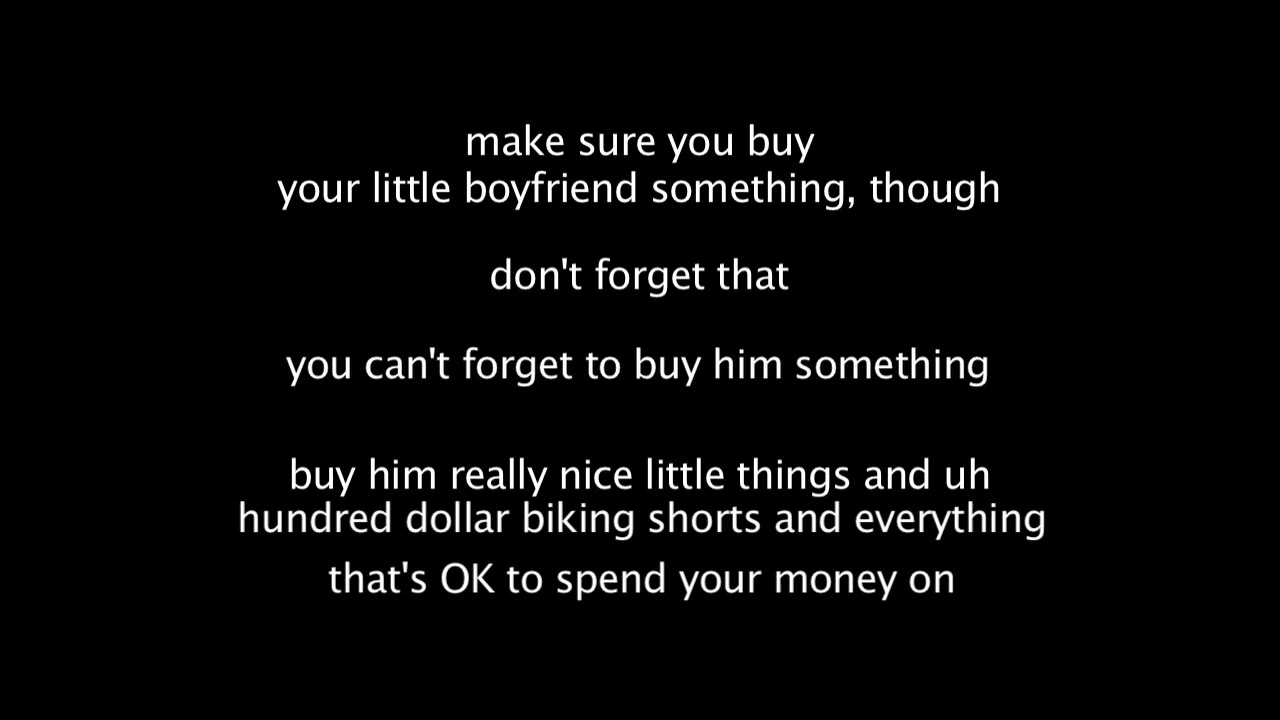 make sure you buy
your little boyfriend something, though
don't forget that
you can't forget to buy him something
buy him really nice little things and uh
hundred dollar biking shorts and everything
that's OK to spend your money on